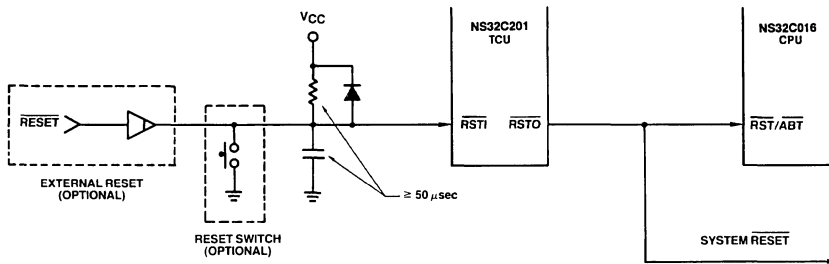 VCC
NS32C201
TCU
NS32C016
CPU
RESET
RSTI
RSTO
RST/ABT
EXTERNAL RESET
(OPTIONAL)
≥ 50 μsec
RESET SWITCH
(OPTIONAL)
SYSTEM RESET